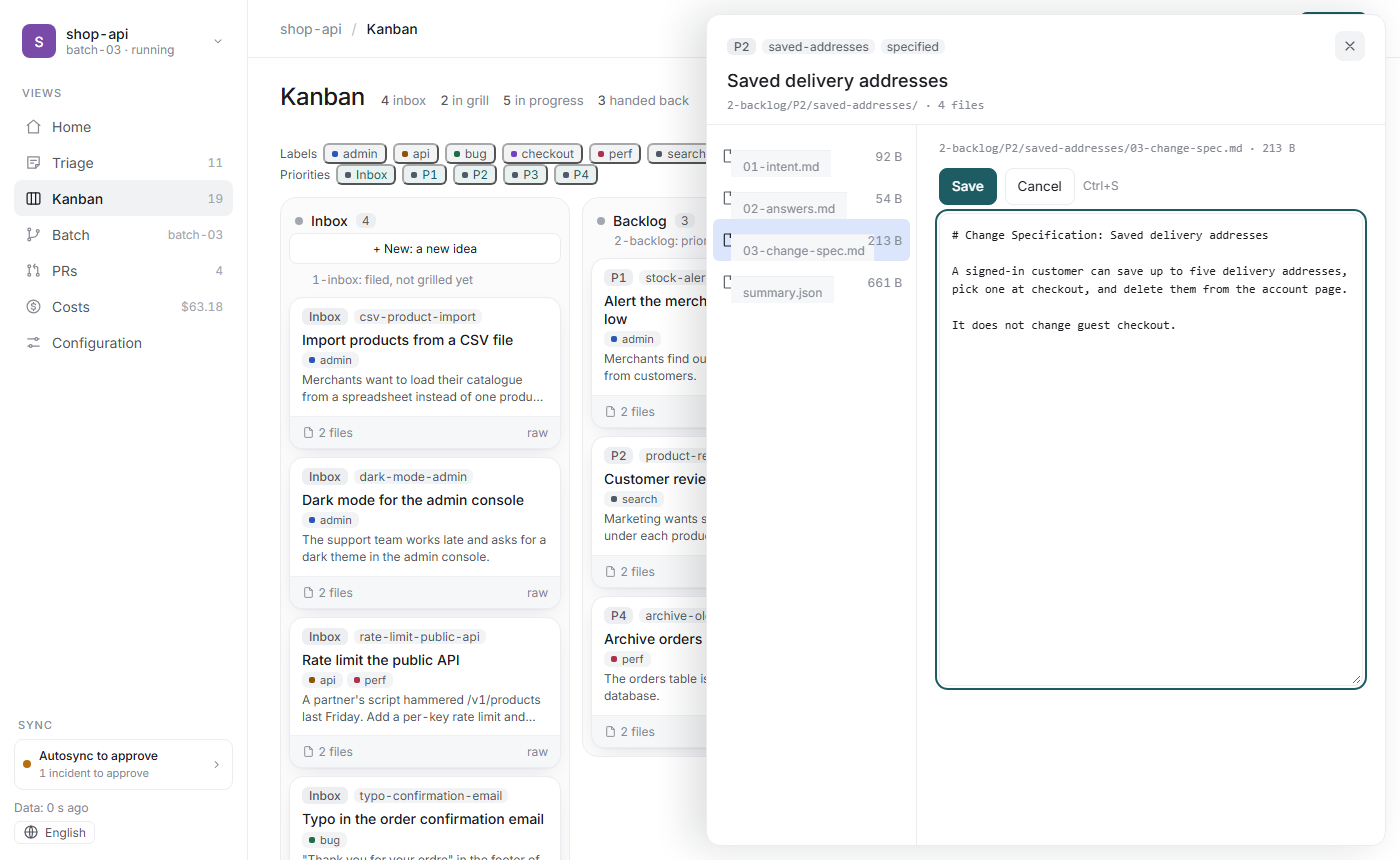 S
shop-api
batch-03 · running
VIEWS
Home
Triage 11
Kanban 19
Batch batch-03
PRs 4
Costs $63.18
Configuration
SYNC
Autosync to approve
1 incident to approve
Data: 0 s ago
English
shop-api / Kanban
Kanban 4 inbox 2 in grill 5 in progress 3 handed back
Labels admin api bug checkout perf search
Priorities Inbox P1 P2 P3 P4
Inbox 4
+ New: a new idea
1-inbox: filed, not grilled yet
Inbox csv-product-import
Import products from a CSV file
admin
Merchants want to load their catalogue
from a spreadsheet instead of one produ...
2 files raw
Inbox dark-mode-admin
Dark mode for the admin console
admin
The support team works late and asks for a
dark theme in the admin console.
2 files raw
Inbox rate-limit-public-api
Rate limit the public API
api perf
A partner's script hammered /v1/products
last Friday. Add a per-key rate limit and...
2 files raw
Inbox typo-confirmation-email
Typo in the order confirmation email
bug
"Thank you for your ordre" in the footer of
Backlog 3
2-backlog: prior
P1 stock-aler
Alert the merch
low
admin
Merchants find ou
from customers.
2 files
P2 product-re
Customer revie
search
Marketing wants s
under each produ
2 files
P4 archive-ol
Archive orders
perf
The orders table is
database.
2 files
P2 saved-addresses specified
Saved delivery addresses
2-backlog/P2/saved-addresses/ · 4 files
01-intent.md 92 B
02-answers.md 54 B
03-change-spec.md 213 B
summary.json 661 B
2-backlog/P2/saved-addresses/03-change-spec.md · 213 B
Save Cancel Ctrl+S
# Change Specification: Saved delivery addresses
A signed-in customer can save up to five delivery addresses,
pick one at checkout, and delete them from the account page.
It does not change guest checkout.